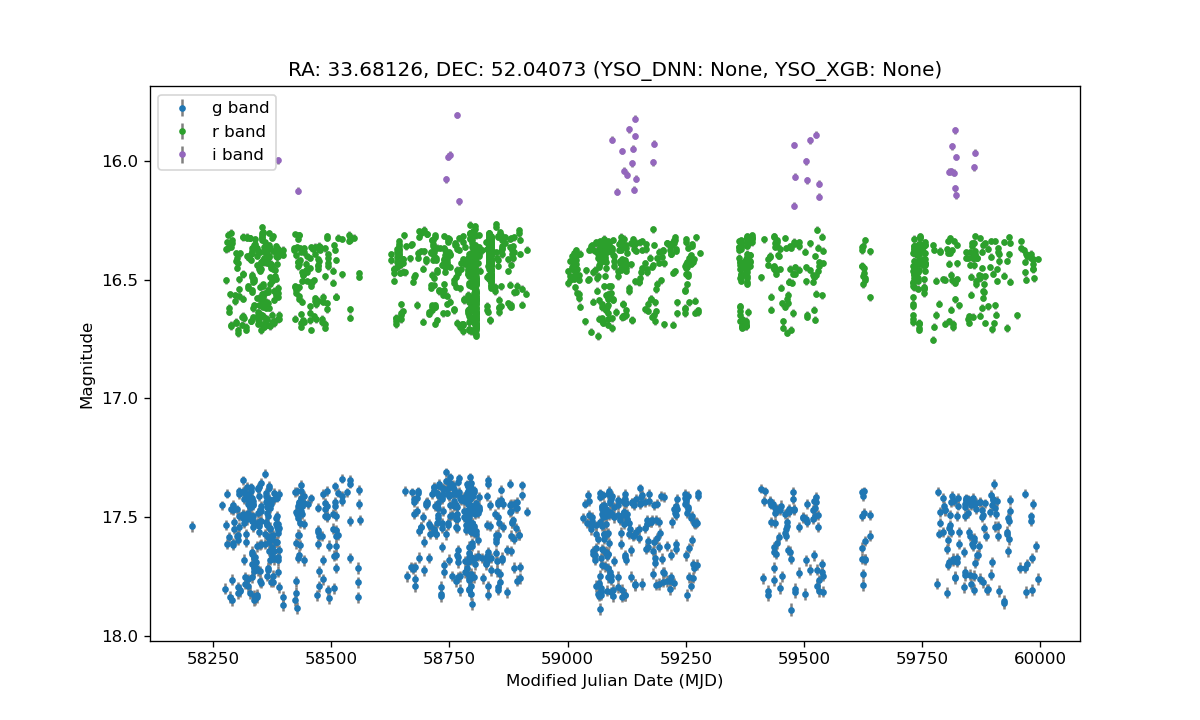 RA: 33.68126, DEC: 52.04073 (YSO_DNN: None, YSO_XGB: None)
g band
r band
i band
16.0
16.5
17.0
17.5
18.0
Magnitude
58250 58500 58750 59000 59250 59500 59750 60000
Modified Julian Date (MJD)